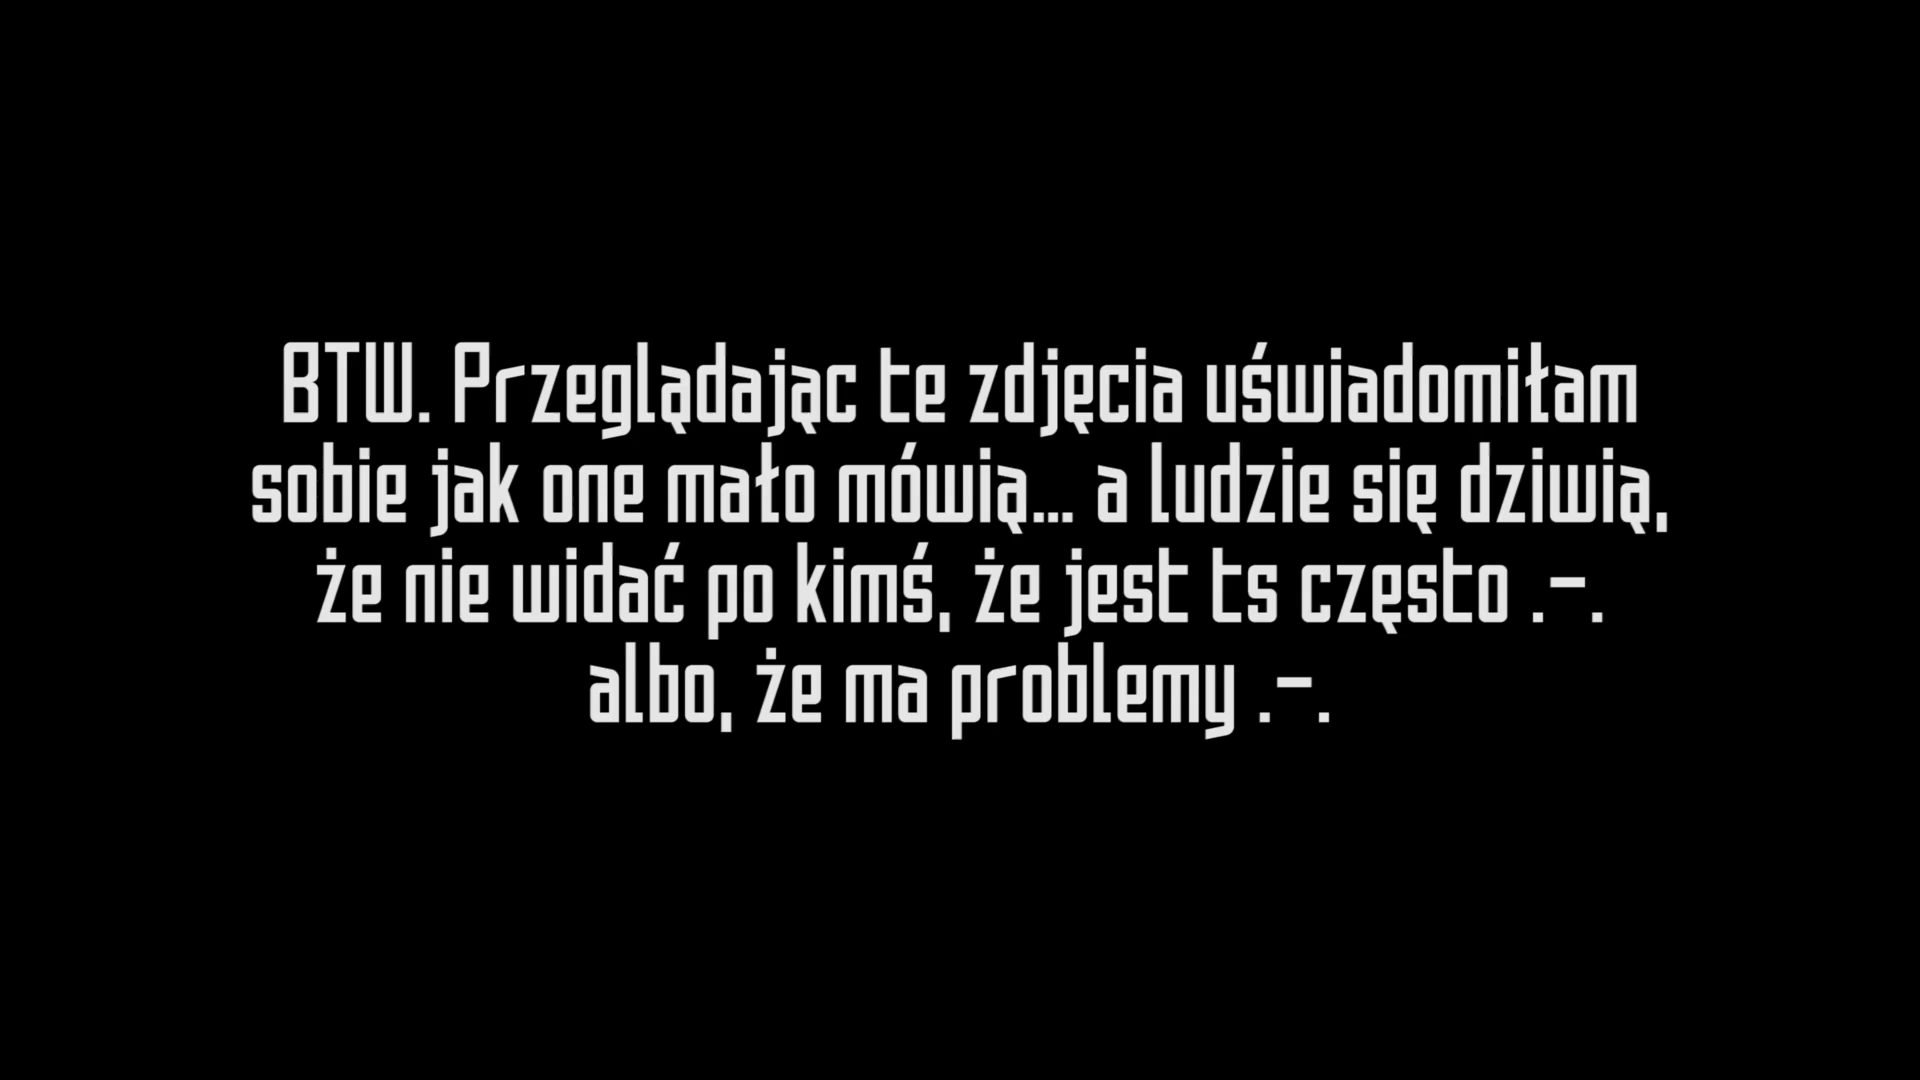 BTW. Przeglądając te zdjęcia uświadomiłam
sobie jak one mało mówią... a ludzie się dziwią,
że nie widać po kimś, że jest ts często .-.
albo, że ma problemy .-.